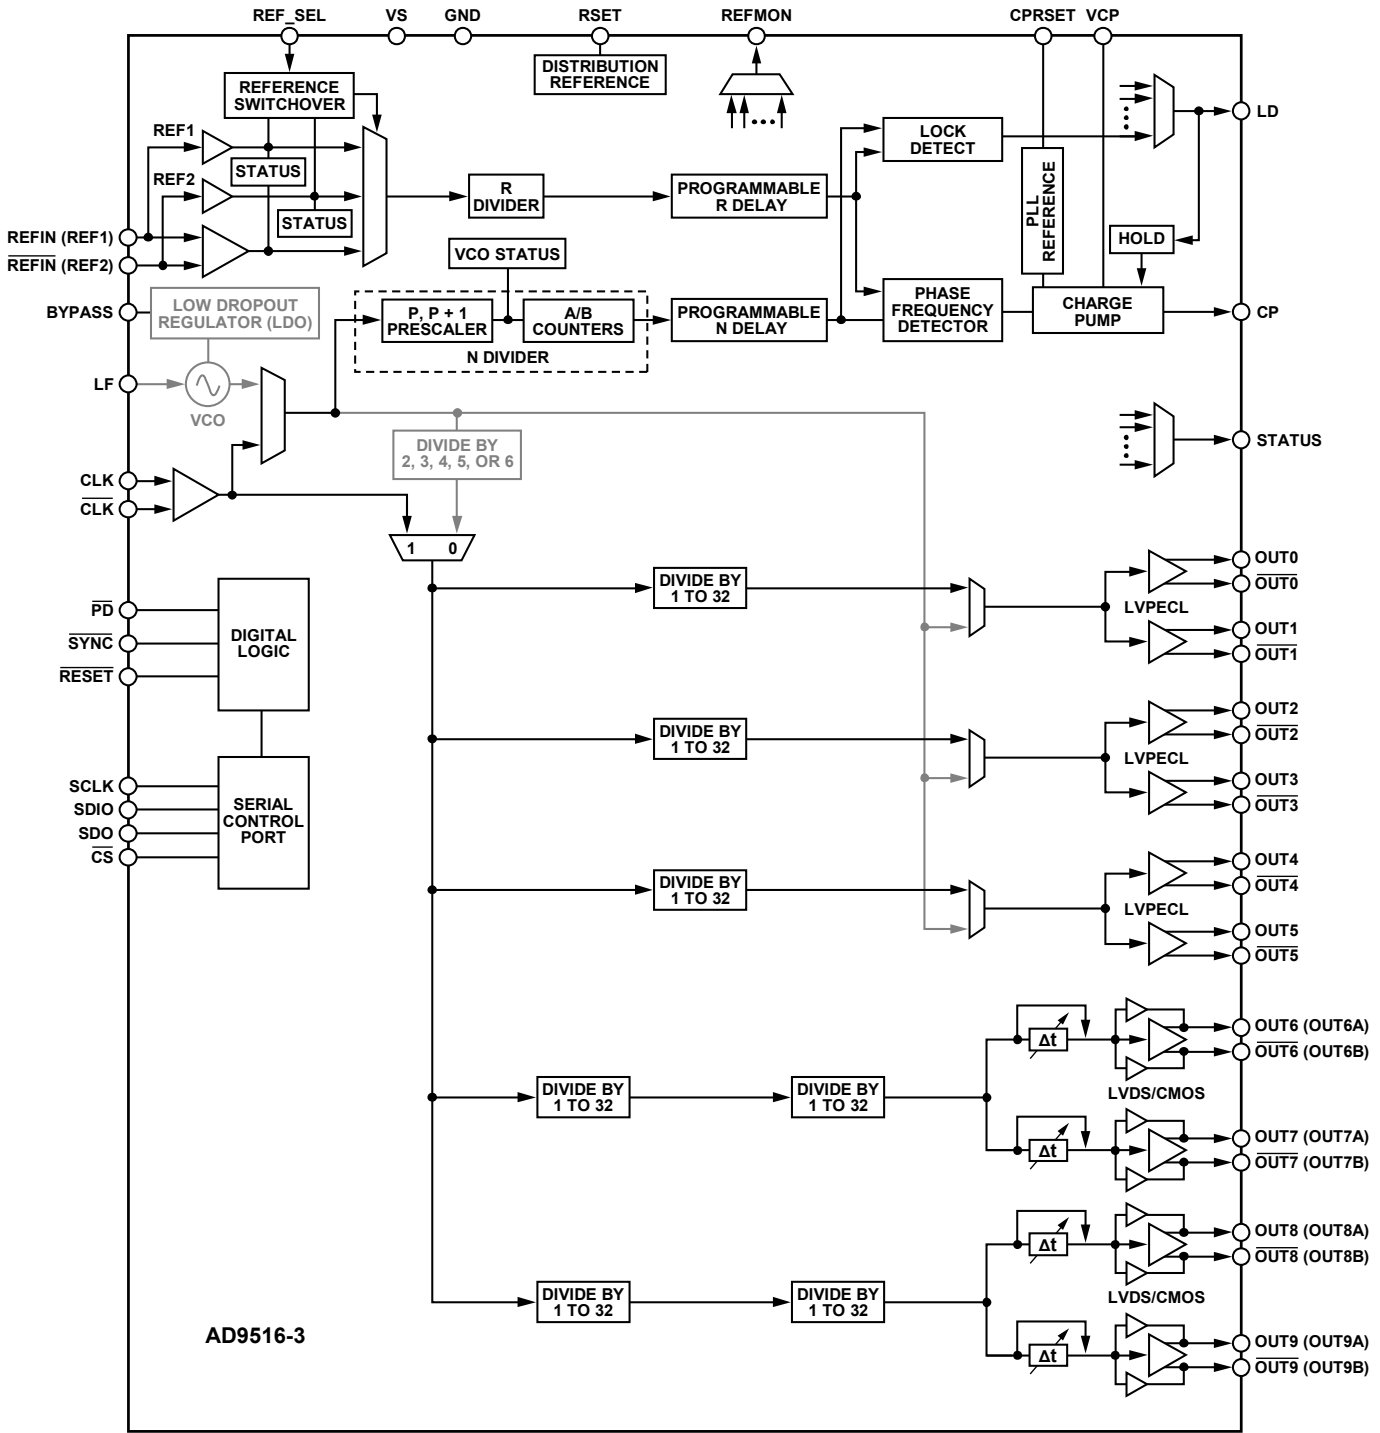 REF_SEL
VS
GND
RSET
REFMON
CPRSET
VCP
DISTRIBUTION
REFERENCE
REFERENCE
SWITCHOVER
REF1
STATUS
REF2
STATUS
REFIN (REF1)
REFIN (REF2)
R
DIVIDER
PROGRAMMABLE
R DELAY
LOCK
DETECT
PLL
REFERENCE
LD
HOLD
VCO STATUS
BYPASS
LOW DROPOUT
REGULATOR (LDO)
P, P + 1
PRESCALER
A/B
COUNTERS
N DIVIDER
PROGRAMMABLE
N DELAY
PHASE
FREQUENCY
DETECTOR
CHARGE
PUMP
CP
LF
VCO
STATUS
DIVIDE BY
2, 3, 4, 5, OR 6
CLK
CLK
1 0
PD
SYNC
RESET
DIGITAL
LOGIC
SCLK
SDIO
SDO
CS
SERIAL
CONTROL
PORT
DIVIDE BY
1 TO 32
LVPECL
OUT0
OUT0
OUT1
OUT1
DIVIDE BY
1 TO 32
LVPECL
OUT2
OUT2
OUT3
OUT3
DIVIDE BY
1 TO 32
LVPECL
OUT4
OUT4
OUT5
OUT5
DIVIDE BY
1 TO 32
DIVIDE BY
1 TO 32
Δt
OUT6 (OUT6A)
OUT6 (OUT6B)
LVDS/CMOS
Δt
OUT7 (OUT7A)
OUT7 (OUT7B)
DIVIDE BY
1 TO 32
DIVIDE BY
1 TO 32
Δt
OUT8 (OUT8A)
OUT8 (OUT8B)
LVDS/CMOS
Δt
OUT9 (OUT9A)
OUT9 (OUT9B)
AD9516-3